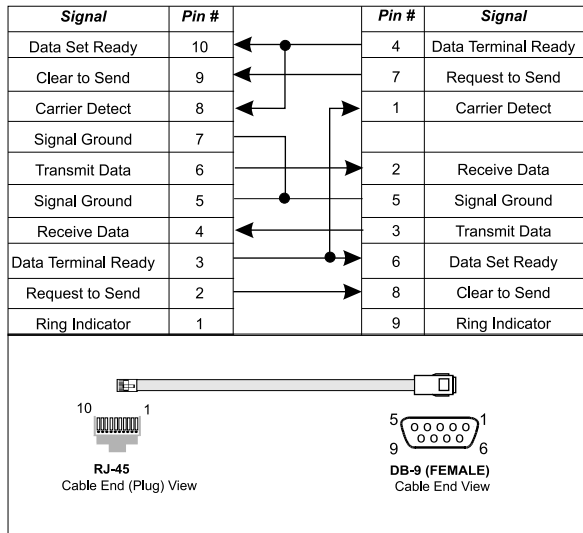 Signal Pin # Pin # Signal
Data Set Ready 10 4 Data Terminal Ready
Clear to Send 9 7 Request to Send
Carrier Detect 8 1 Carrier Detect
Signal Ground 7
Transmit Data 6 2 Receive Data
Signal Ground 5 5 Signal Ground
Receive Data 4 3 Transmit Data
Data Terminal Ready 3 6 Data Set Ready
Request to Send 2 8 Clear to Send
Ring Indicator 1 9 Ring Indicator
10 1
RJ-45
Cable End (Plug) View
5 1
9 6
DB-9 (FEMALE)
Cable End View